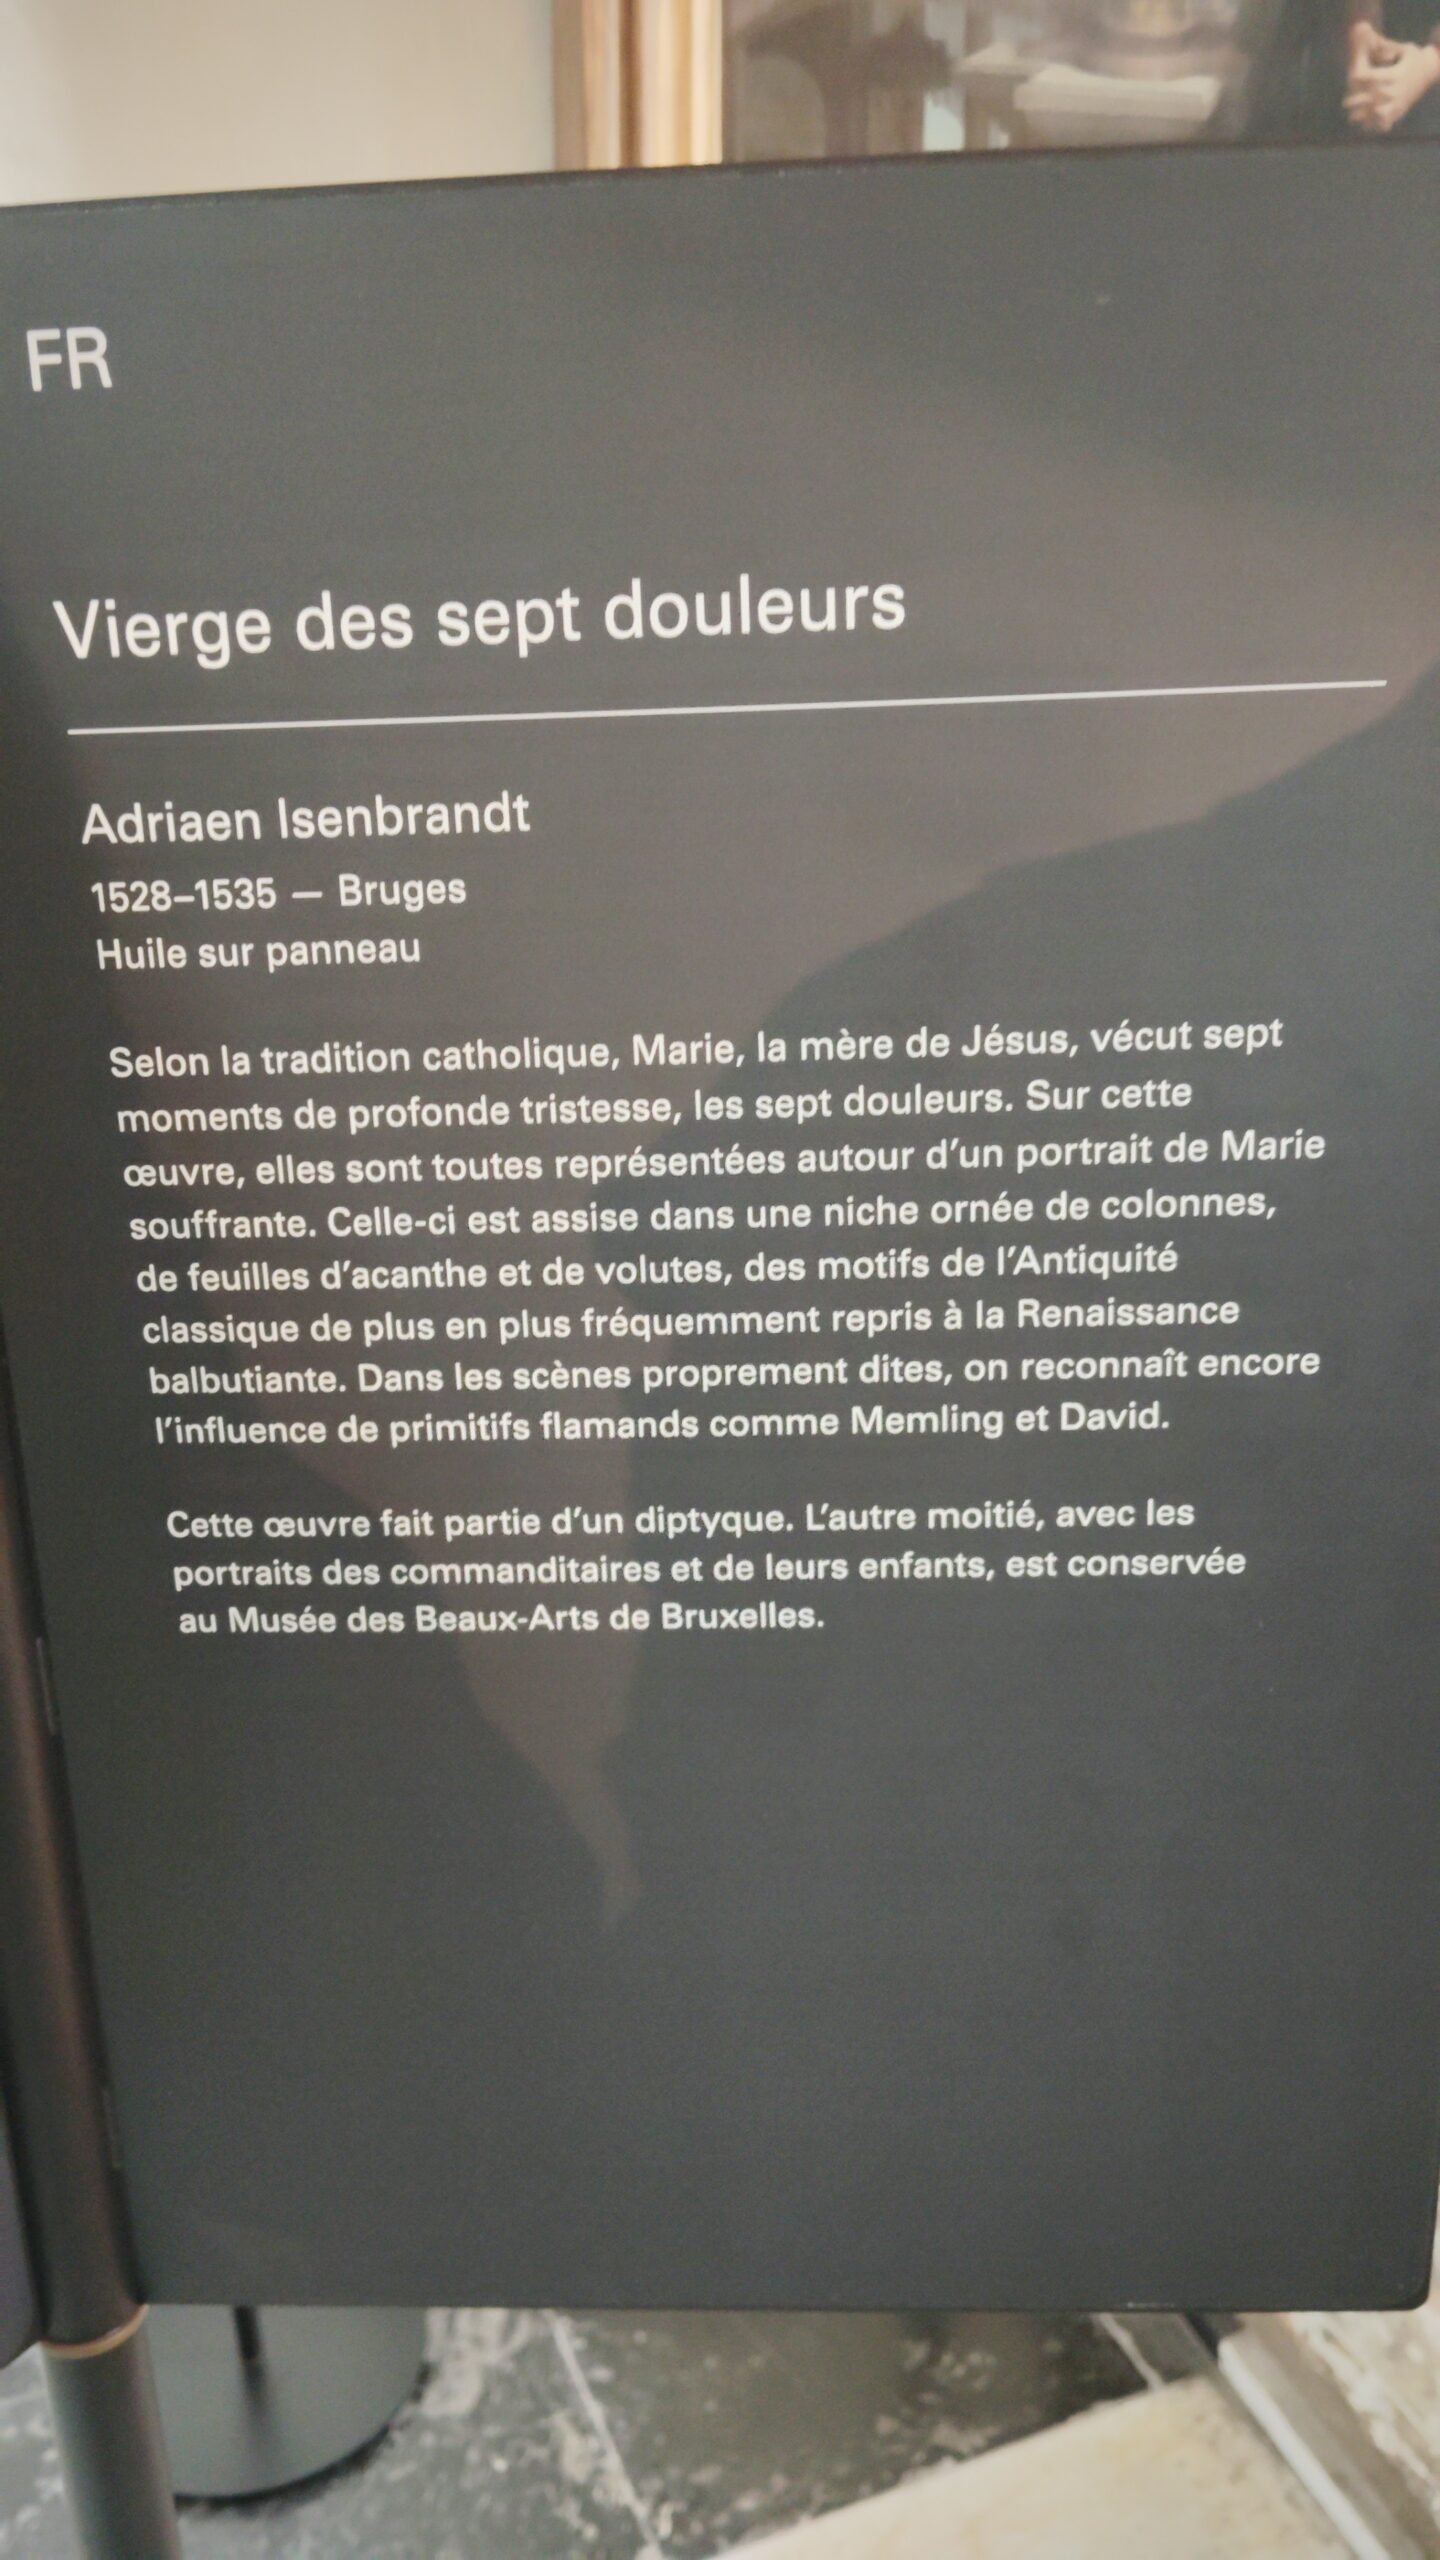 FR
Vierge des sept douleurs
Adriaen Isenbrandt
1528–1535 — Bruges
Huile sur panneau
Selon la tradition catholique, Marie, la mère de Jésus, vécut sept
moments de profonde tristesse, les sept douleurs. Sur cette
œuvre, elles sont toutes représentées autour d’un portrait de Marie
souffrante. Celle-ci est assise dans une niche ornée de colonnes,
de feuilles d’acanthe et de volutes, des motifs de l’Antiquité
classique de plus en plus fréquemment repris à la Renaissance
balbutiante. Dans les scènes proprement dites, on reconnaît encore
l’influence de primitifs flamands comme Memling et David.
Cette œuvre fait partie d’un diptyque. L’autre moitié, avec les
portraits des commanditaires et de leurs enfants, est conservée
au Musée des Beaux-Arts de Bruxelles.